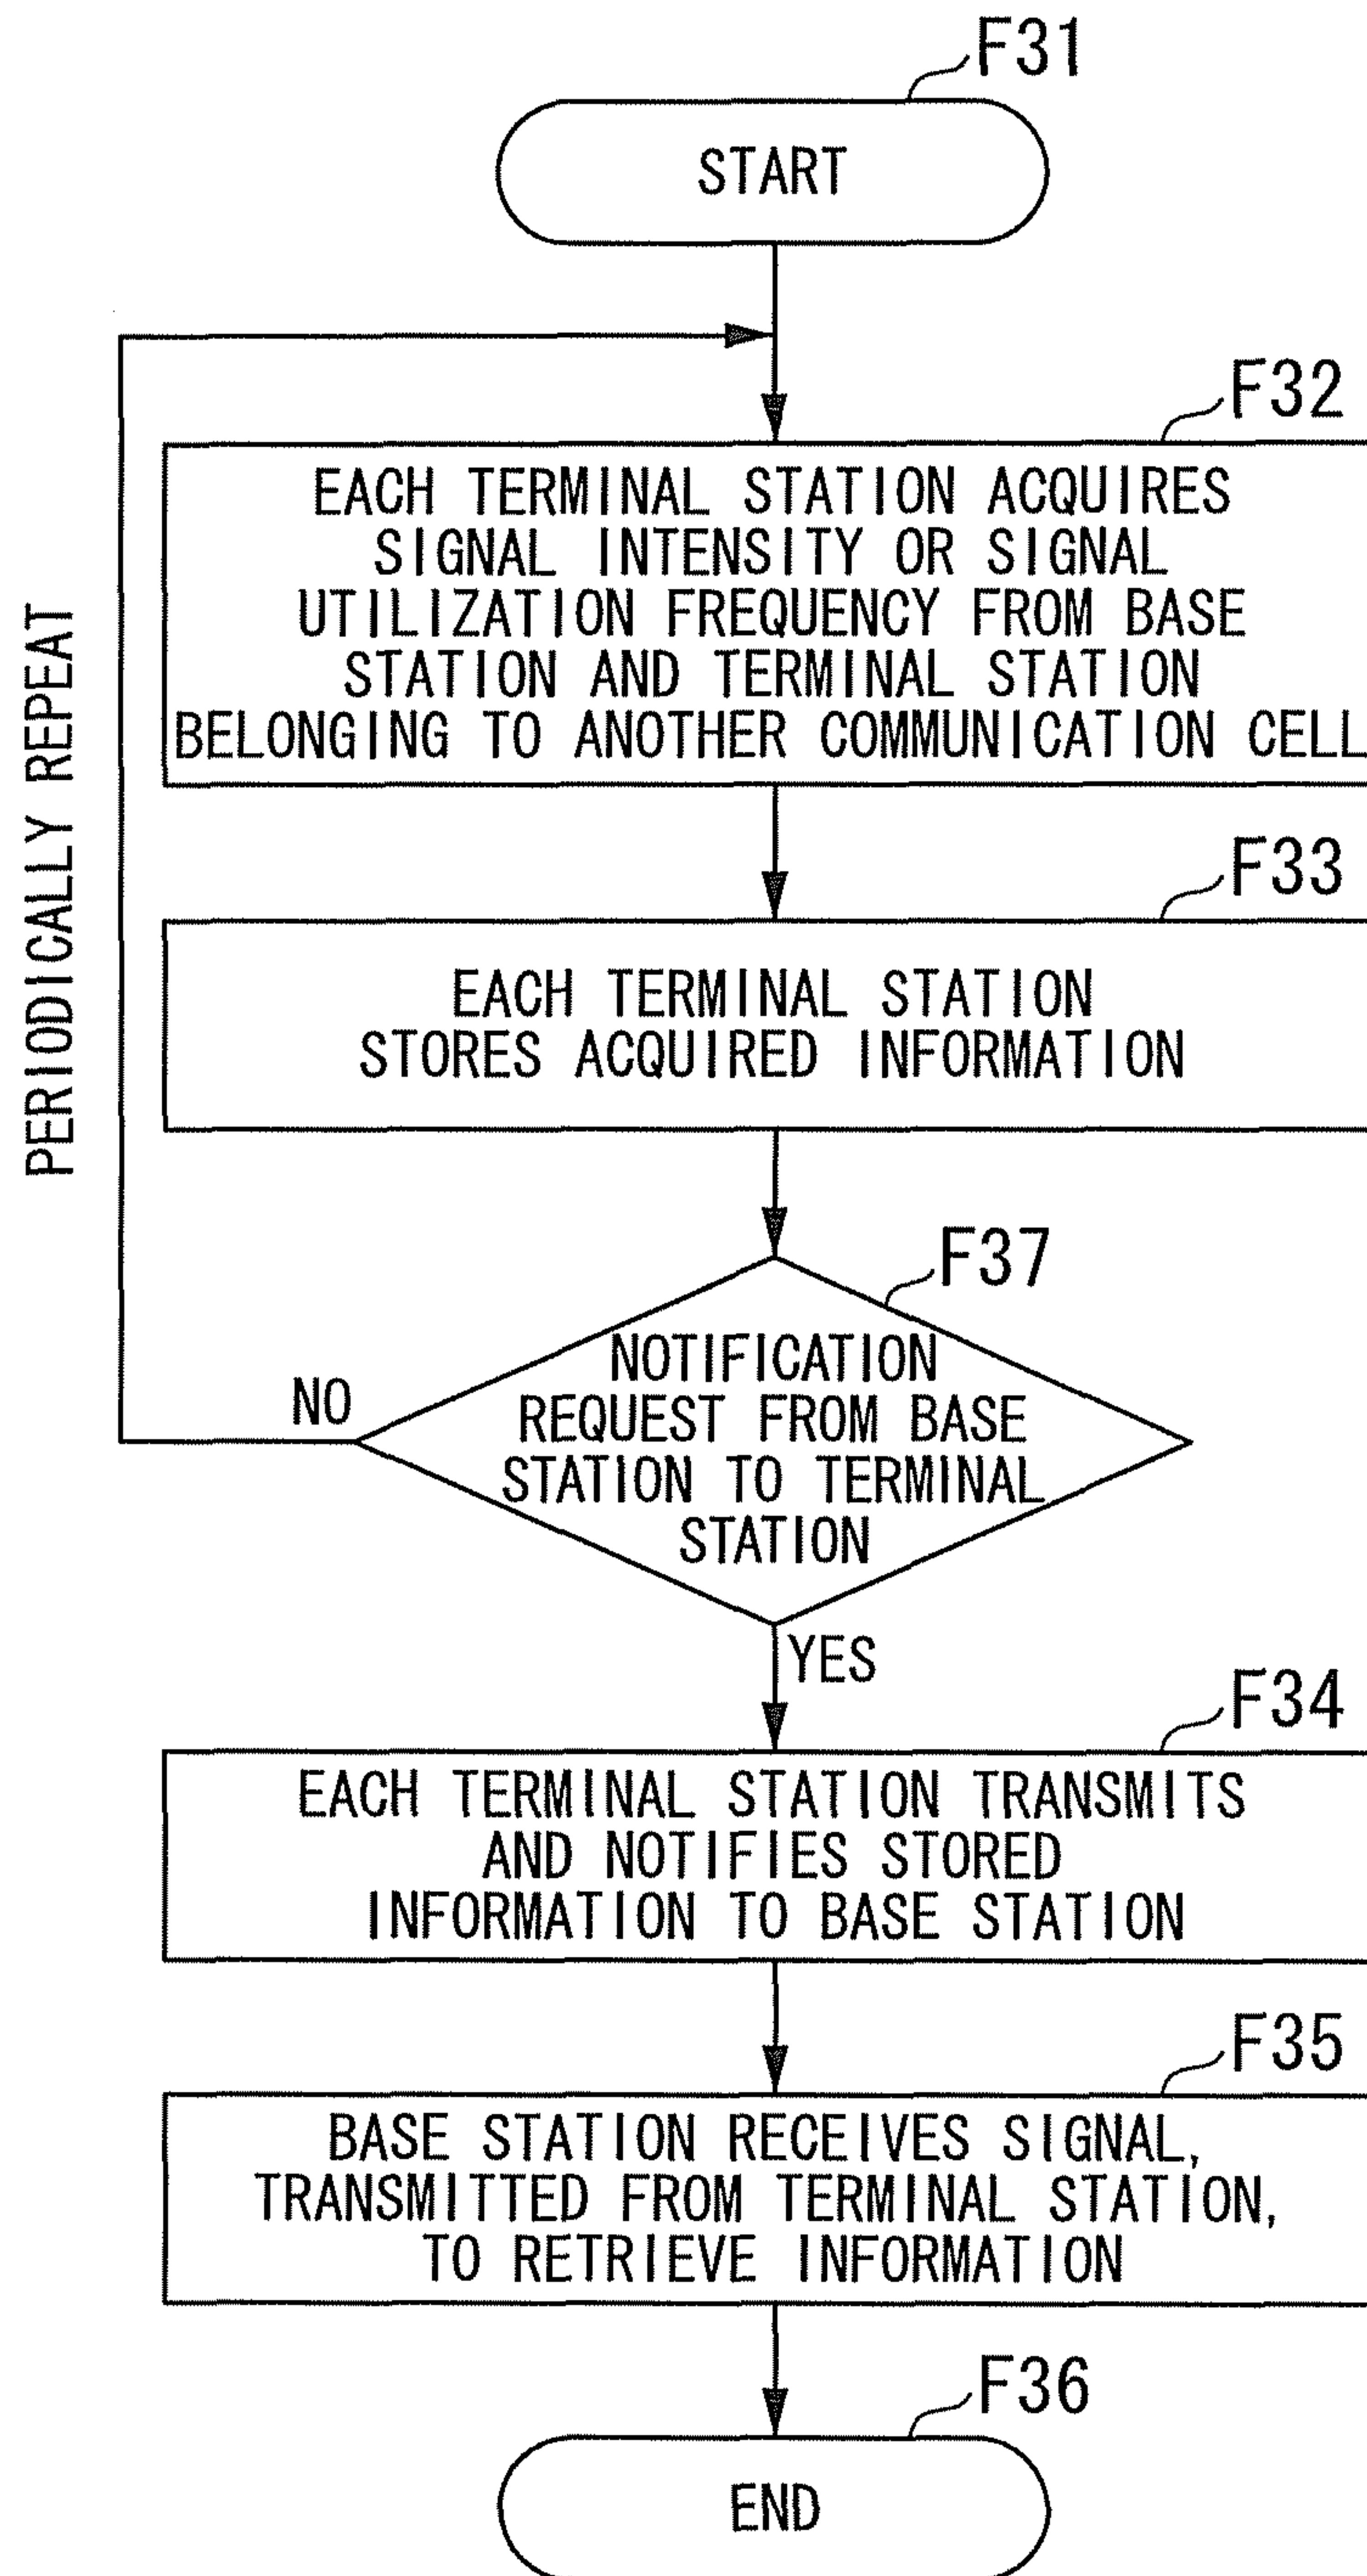 F31
START
F32
EACH TERMINAL STATION ACQUIRES
SIGNAL INTENSITY OR SIGNAL
UTILIZATION FREQUENCY FROM BASE
STATION AND TERMINAL STATION
BELONGING TO ANOTHER COMMUNICATION CELL
PERIODICALLY REPEAT
F33
EACH TERMINAL STATION
STORES ACQUIRED INFORMATION
F37
NOTIFICATION
REQUEST FROM BASE
STATION TO TERMINAL
STATION
NO
YES
F34
EACH TERMINAL STATION TRANSMITS
AND NOTIFIES STORED
INFORMATION TO BASE STATION
F35
BASE STATION RECEIVES SIGNAL,
TRANSMITTED FROM TERMINAL STATION,
TO RETRIEVE INFORMATION
F36
END